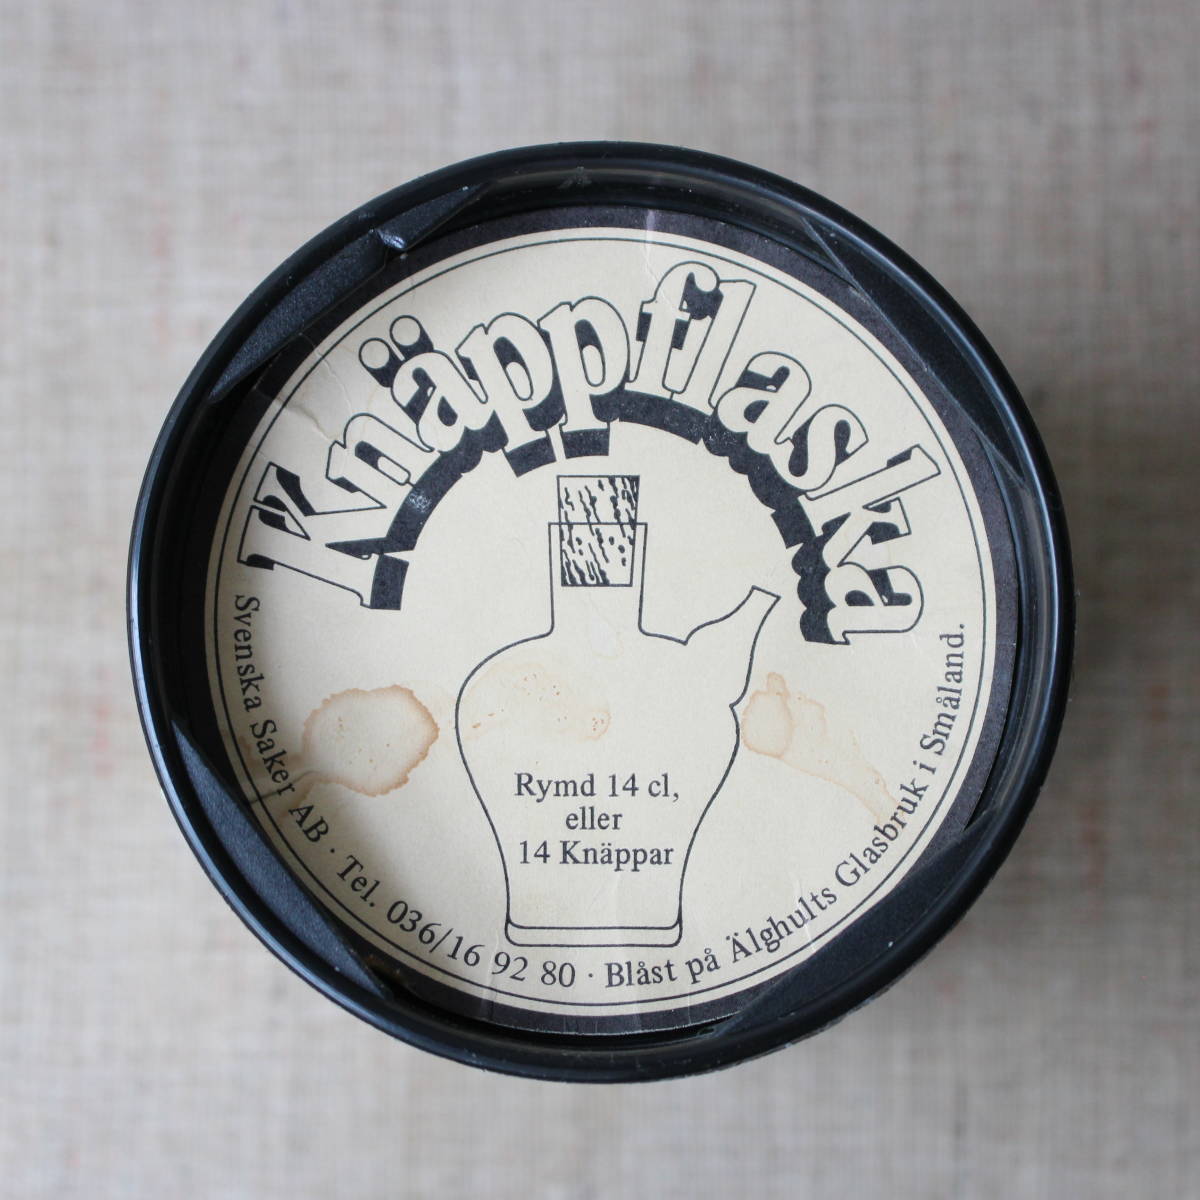 Knäppflaska
Rymd 14 cl,
eller
14 Knäppar
Svenska Saker AB · Tel. 036/16 92 80 · Blåst på Älghults Glasbruk i Småland.